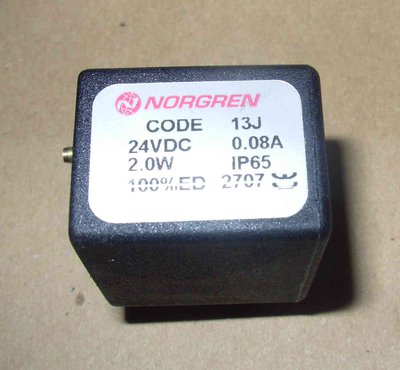 NORGREN
CODE 13J
24VDC 0.08A
2.0W IP65
100%ED 2707